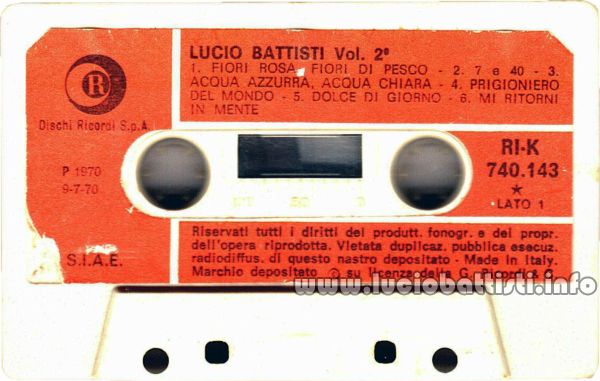 LUCIO BATTISTI Vol. 2º
1. FIORI ROSA, FIORI DI PESCO - 2. 7 e 40 - 3.
ACQUA AZZURRA, ACQUA CHIARA - 4. PRIGIONIERO
DEL MONDO - 5. DOLCE DI GIORNO - 6. MI RITORNI
IN MENTE
R
Dischi Ricordi S.p.A.
P 1970
9-7-70
RI-K
740.143
★
LATO 1
S.I.A.E.
Riservati tutti i diritti del produtt. fonogr. e del propr.
dell'opera riprodotta. Vietata duplicaz. pubblica esecuz.
radiodiffus. di questo nastro depositato - Made in Italy.
Marchio depositato © su licenza della G. Ricordi & C.
www.luciobattisti.info